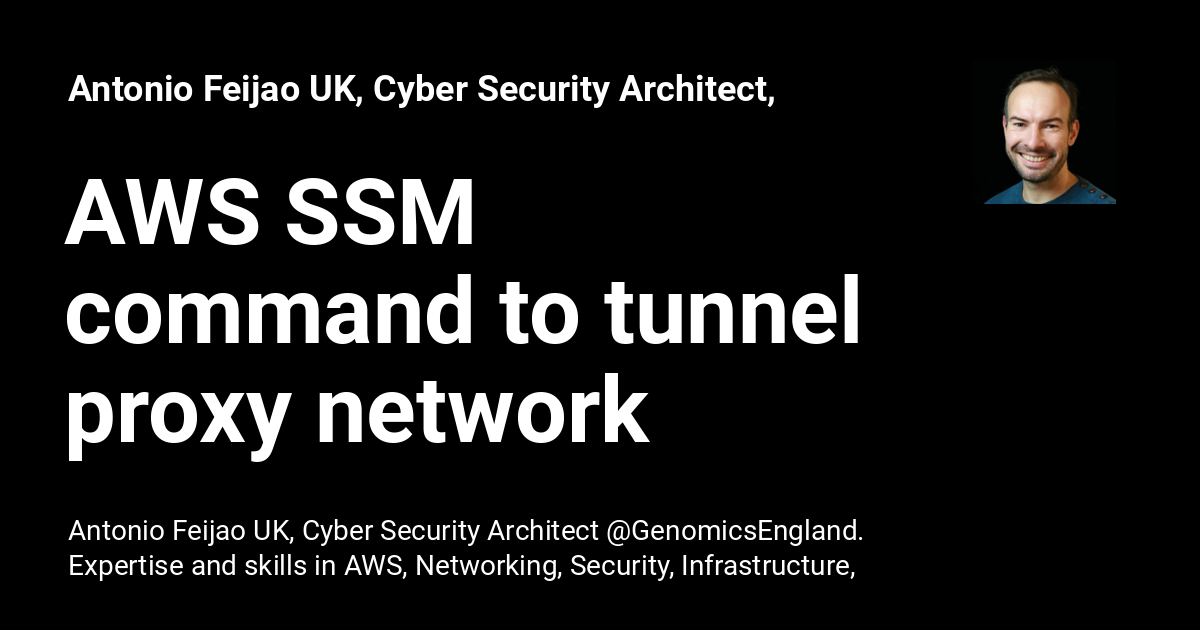 Antonio Feijao UK, Cyber Security Architect,
AWS SSM
command to tunnel
proxy network
Antonio Feijao UK, Cyber Security Architect @GenomicsEngland.
Expertise and skills in AWS, Networking, Security, Infrastructure,